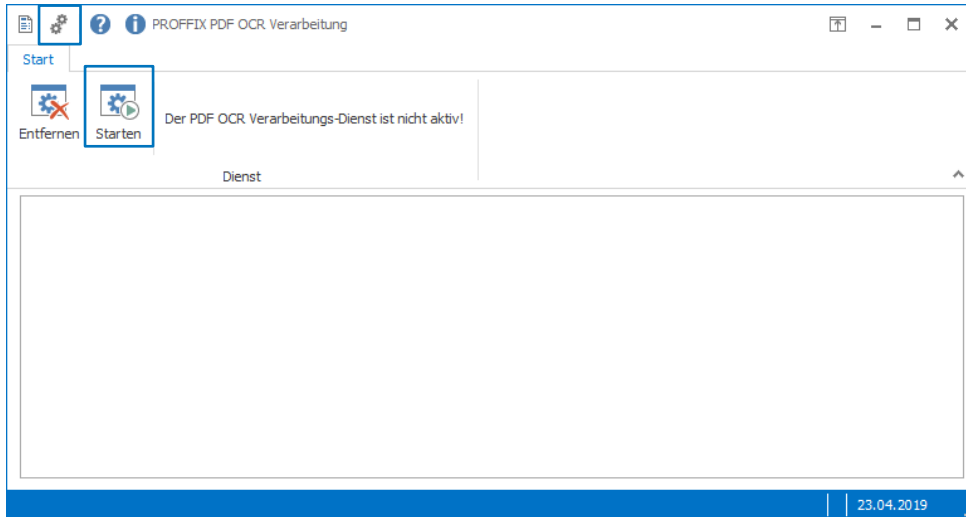 PROFFIX PDF OCR Verarbeitung
Start
Entfernen
Starten
Der PDF OCR Verarbeitungs-Dienst ist nicht aktiv!
Dienst
23.04.2019